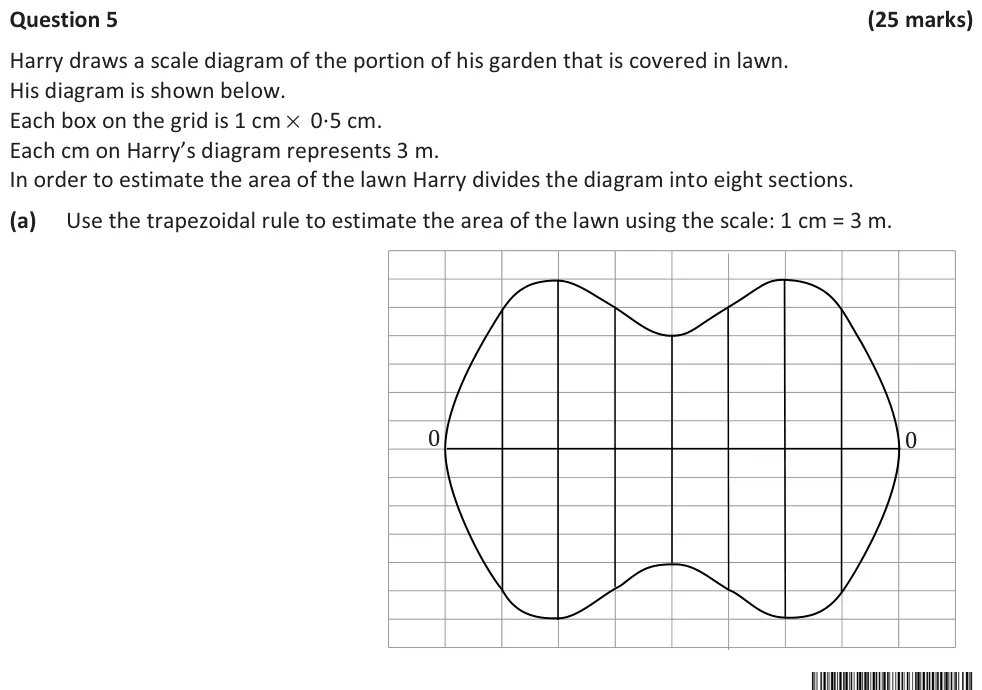 Question 5 (25 marks)
Harry draws a scale diagram of the portion of his garden that is covered in lawn.
His diagram is shown below.
Each box on the grid is 1 cm × 0·5 cm.
Each cm on Harry’s diagram represents 3 m.
In order to estimate the area of the lawn Harry divides the diagram into eight sections.
(a) Use the trapezoidal rule to estimate the area of the lawn using the scale: 1 cm = 3 m.
0 0